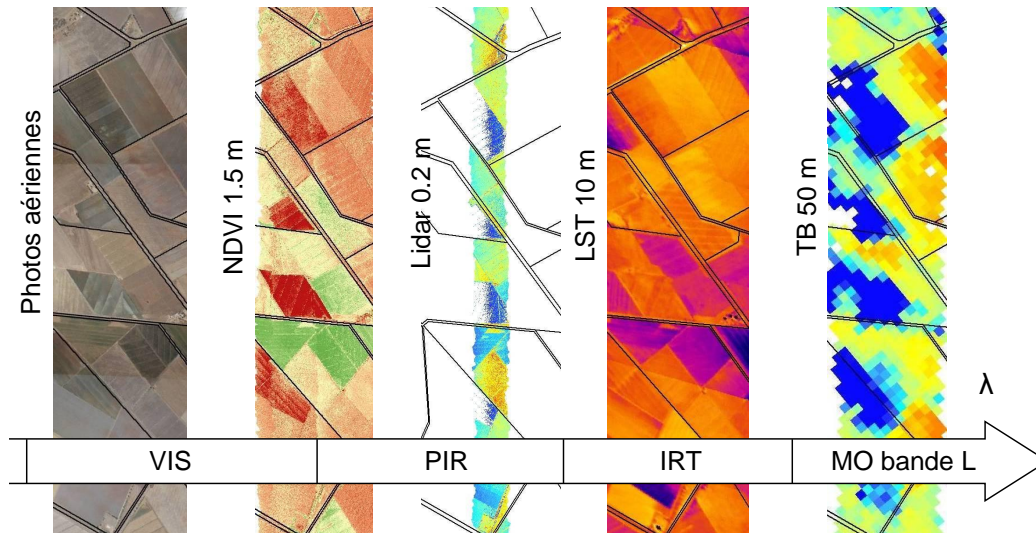 Photos aériennes
NDVI 1.5 m
Lidar 0.2 m
LST 10 m
TB 50 m
λ
VIS
PIR
IRT
MO bande L